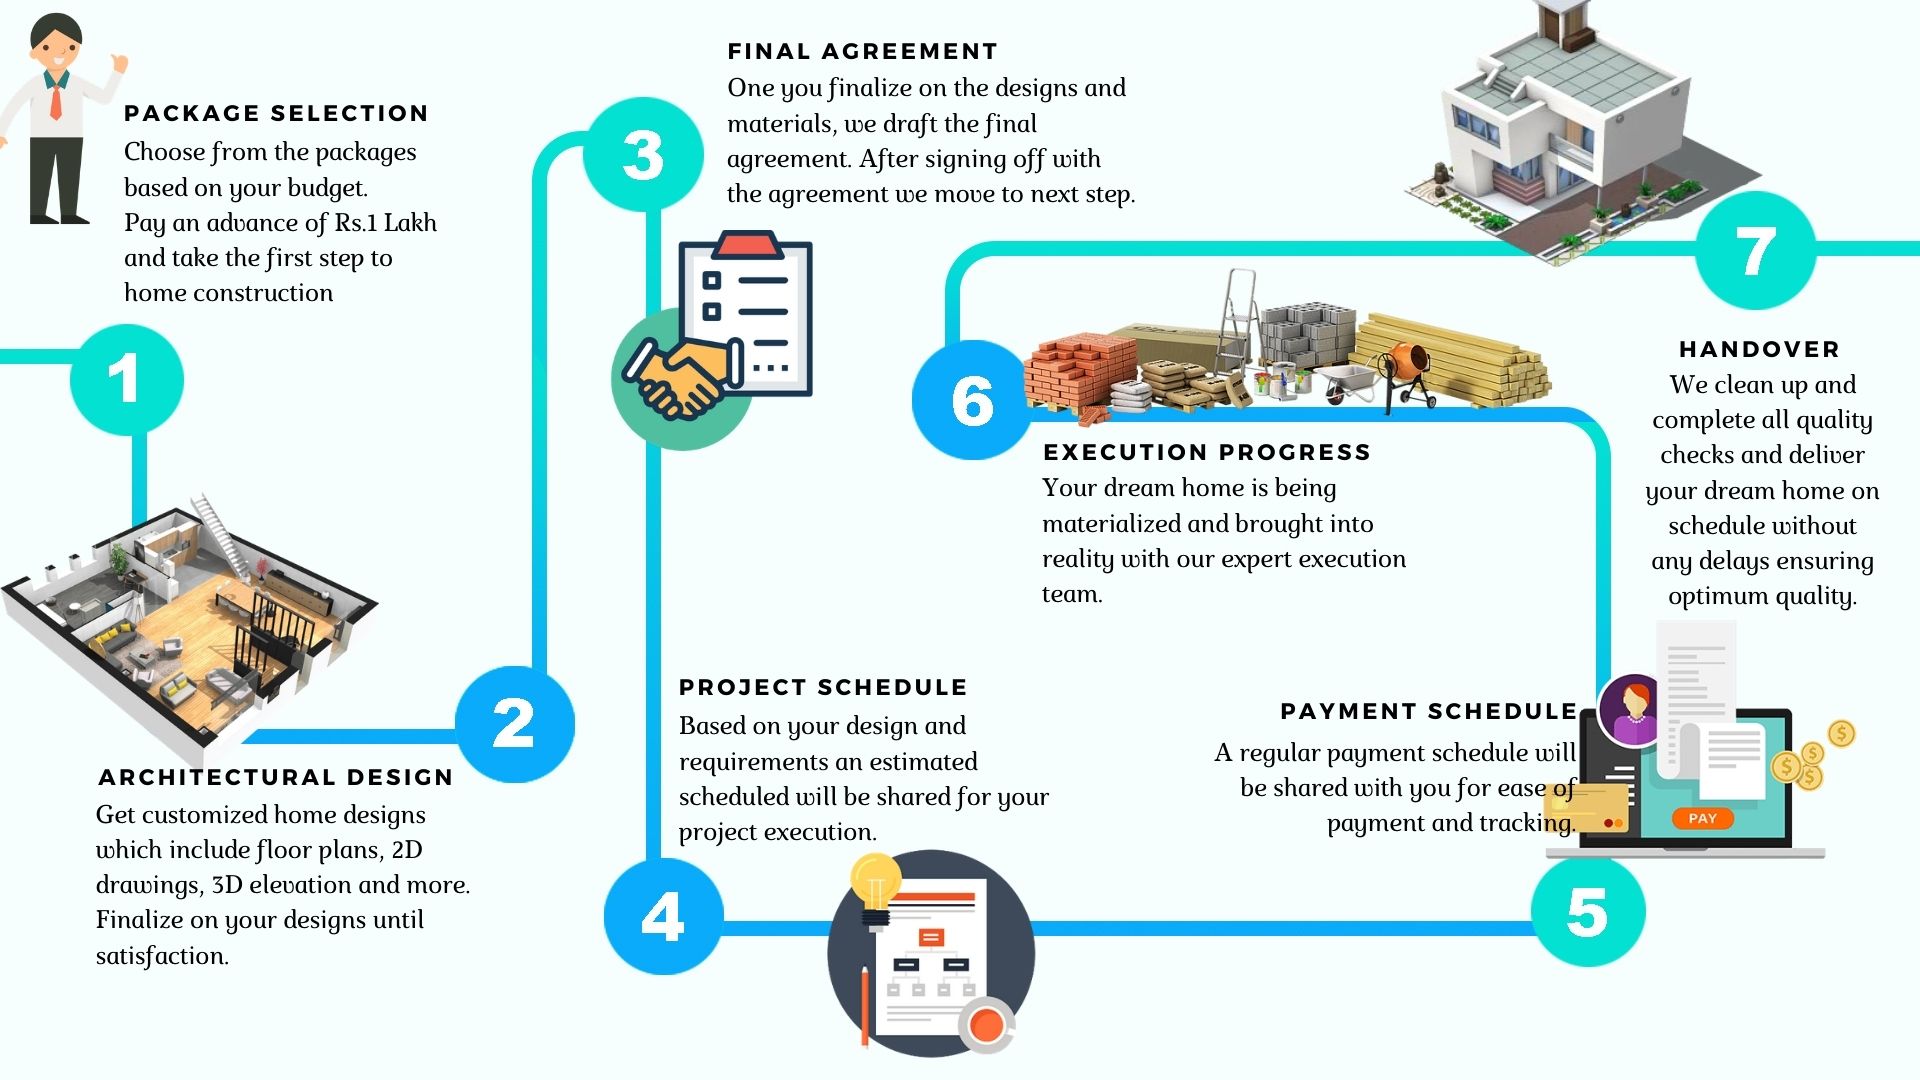 PACKAGE SELECTION
Choose from the packages
based on your budget.
Pay an advance of Rs.1 Lakh
and take the first step to
home construction
1
ARCHITECTURAL DESIGN
Get customized home designs
which include floor plans, 2D
drawings, 3D elevation and more.
Finalize on your designs until
satisfaction.
2
3
FINAL AGREEMENT
One you finalize on the designs and
materials, we draft the final
agreement. After signing off with
the agreement we move to next step.
PROJECT SCHEDULE
Based on your design and
requirements an estimated
scheduled will be shared for your
project execution.
4
PAYMENT SCHEDULE
A regular payment schedule will
be shared with you for ease of
payment and tracking.
PAY
5
6
EXECUTION PROGRESS
Your dream home is being
materialized and brought into
reality with our expert execution
team.
7
HANDOVER
We clean up and
complete all quality
checks and deliver
your dream home on
schedule without
any delays ensuring
optimum quality.